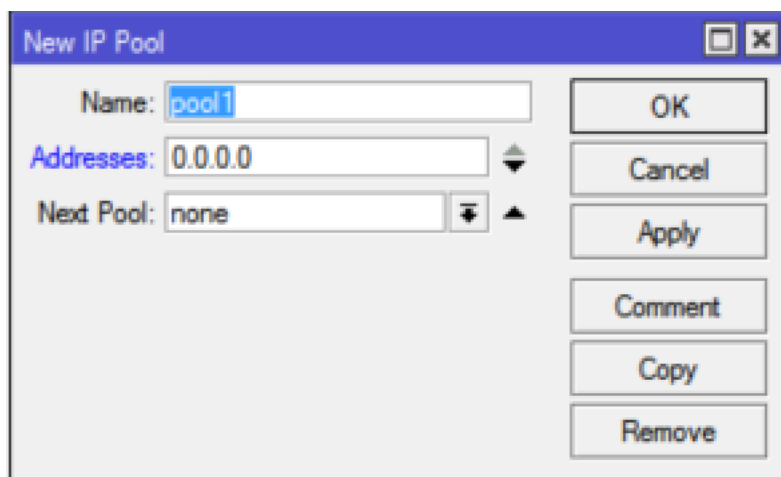 New IP Pool
Name: pool1
Addresses: 0.0.0.0
Next Pool: none
OK
Cancel
Apply
Comment
Copy
Remove